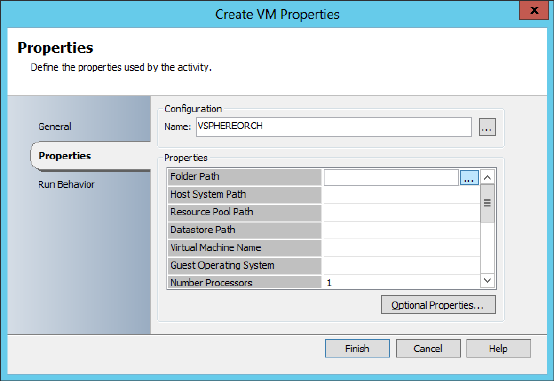 Create VM Properties
x
Properties
Define the properties used by the activity.
General
Properties
Run Behavior
Configuration
Name: VSPHEREORCH ...
Properties
Folder Path ...
Host System Path
Resource Pool Path
Datastore Path
Virtual Machine Name
Guest Operating System
Number Processors 1
Optional Properties...
Finish Cancel Help